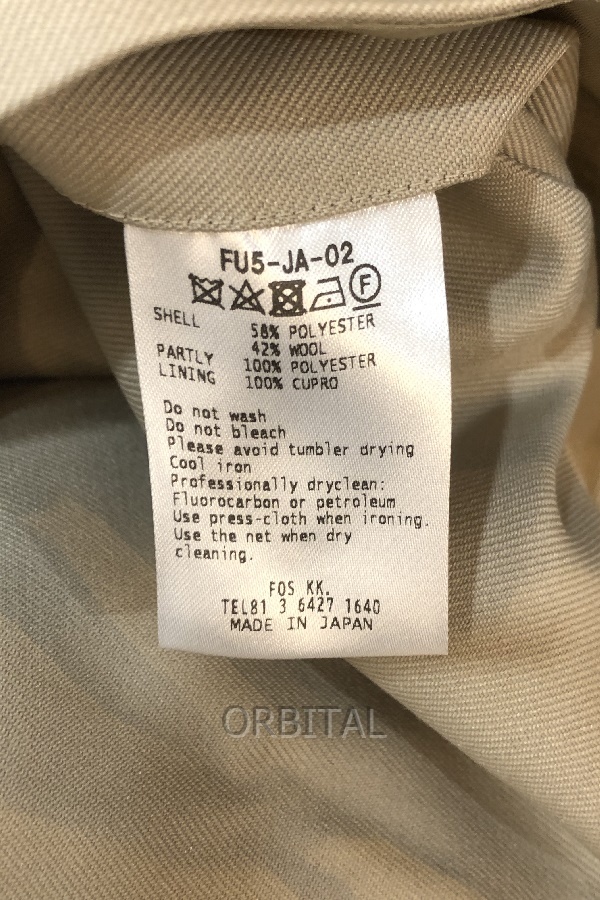 FU5-JA-02
F
SHELL 58% POLYESTER
42% WOOL
PARTLY 100% POLYESTER
LINING 100% CUPRO
Do not wash
Do not bleach
Please avoid tumbler drying
Cool iron
Professionally dryclean:
Fluorocarbon or petroleum
Use press-cloth when ironing.
Use the net when dry
cleaning.
FOS KK.
TEL81 3 6427 1640
MADE IN JAPAN
ORBITAL